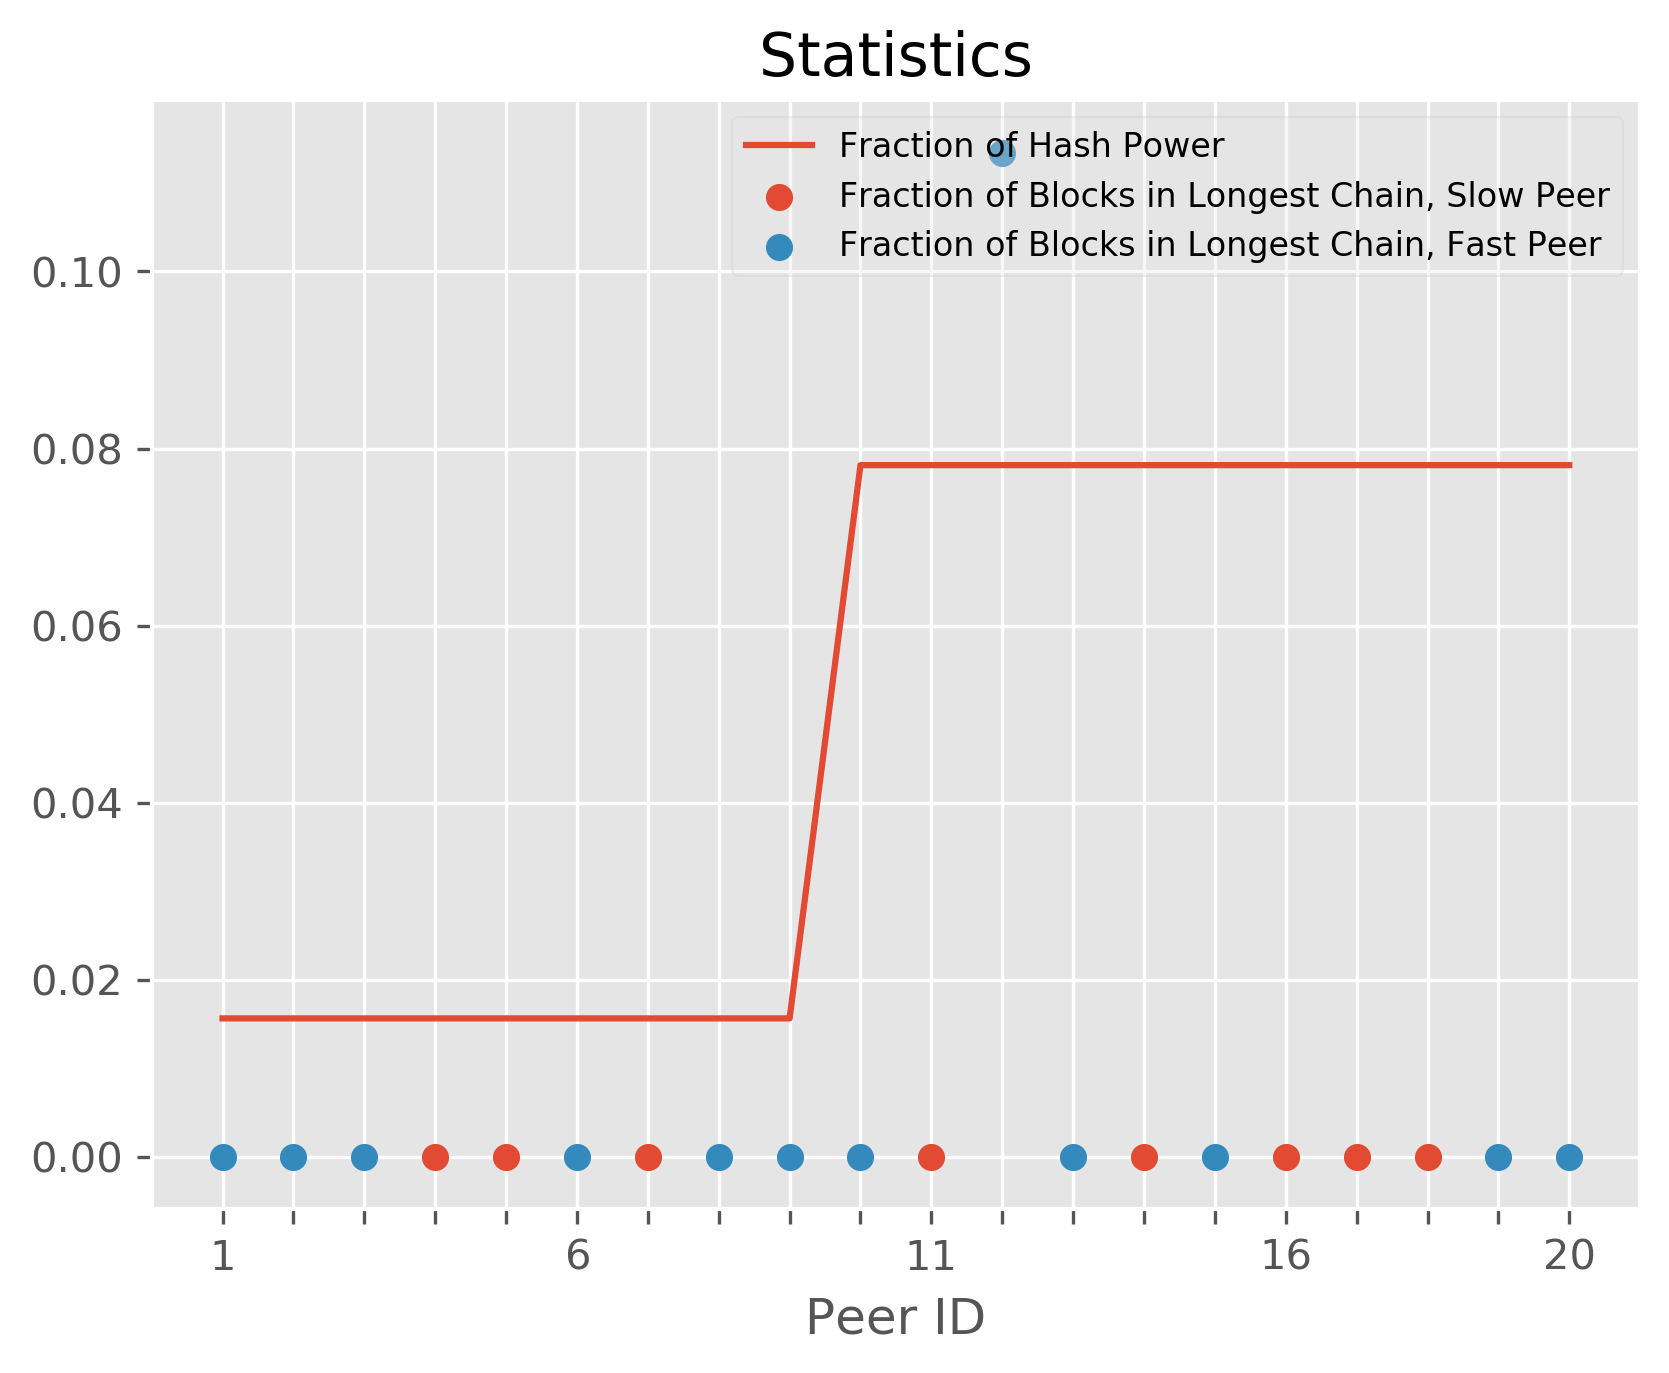 Statistics
Fraction of Hash Power
Fraction of Blocks in Longest Chain, Slow Peer
Fraction of Blocks in Longest Chain, Fast Peer
0.10
0.08
0.06
0.04
0.02
0.00
1 6 11 16 20
Peer ID